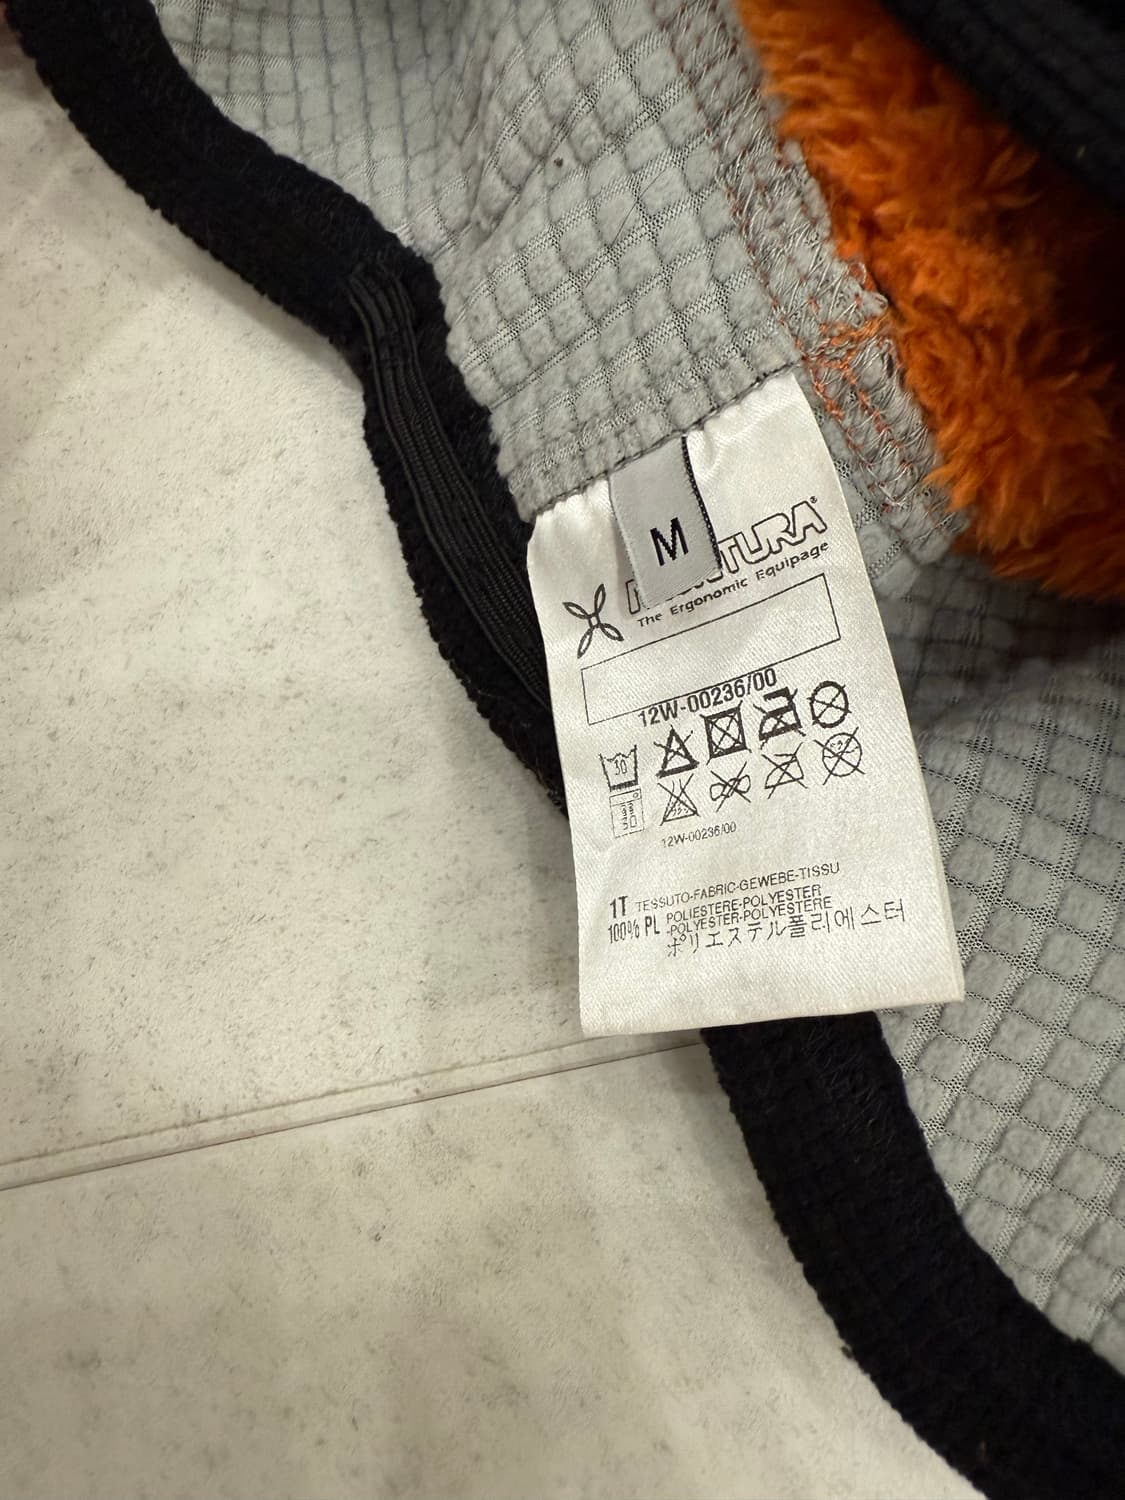 M
MONTURA®
The Ergonomic Equipage
12W-00236/00
30
12W-00236/00
1T TESSUTO-FABRIC-GEWEBE-TISSU
100% PL POLIESTERE-POLYESTER
-POLYESTER-POLYESTERE
ポリエステル폴리에스터